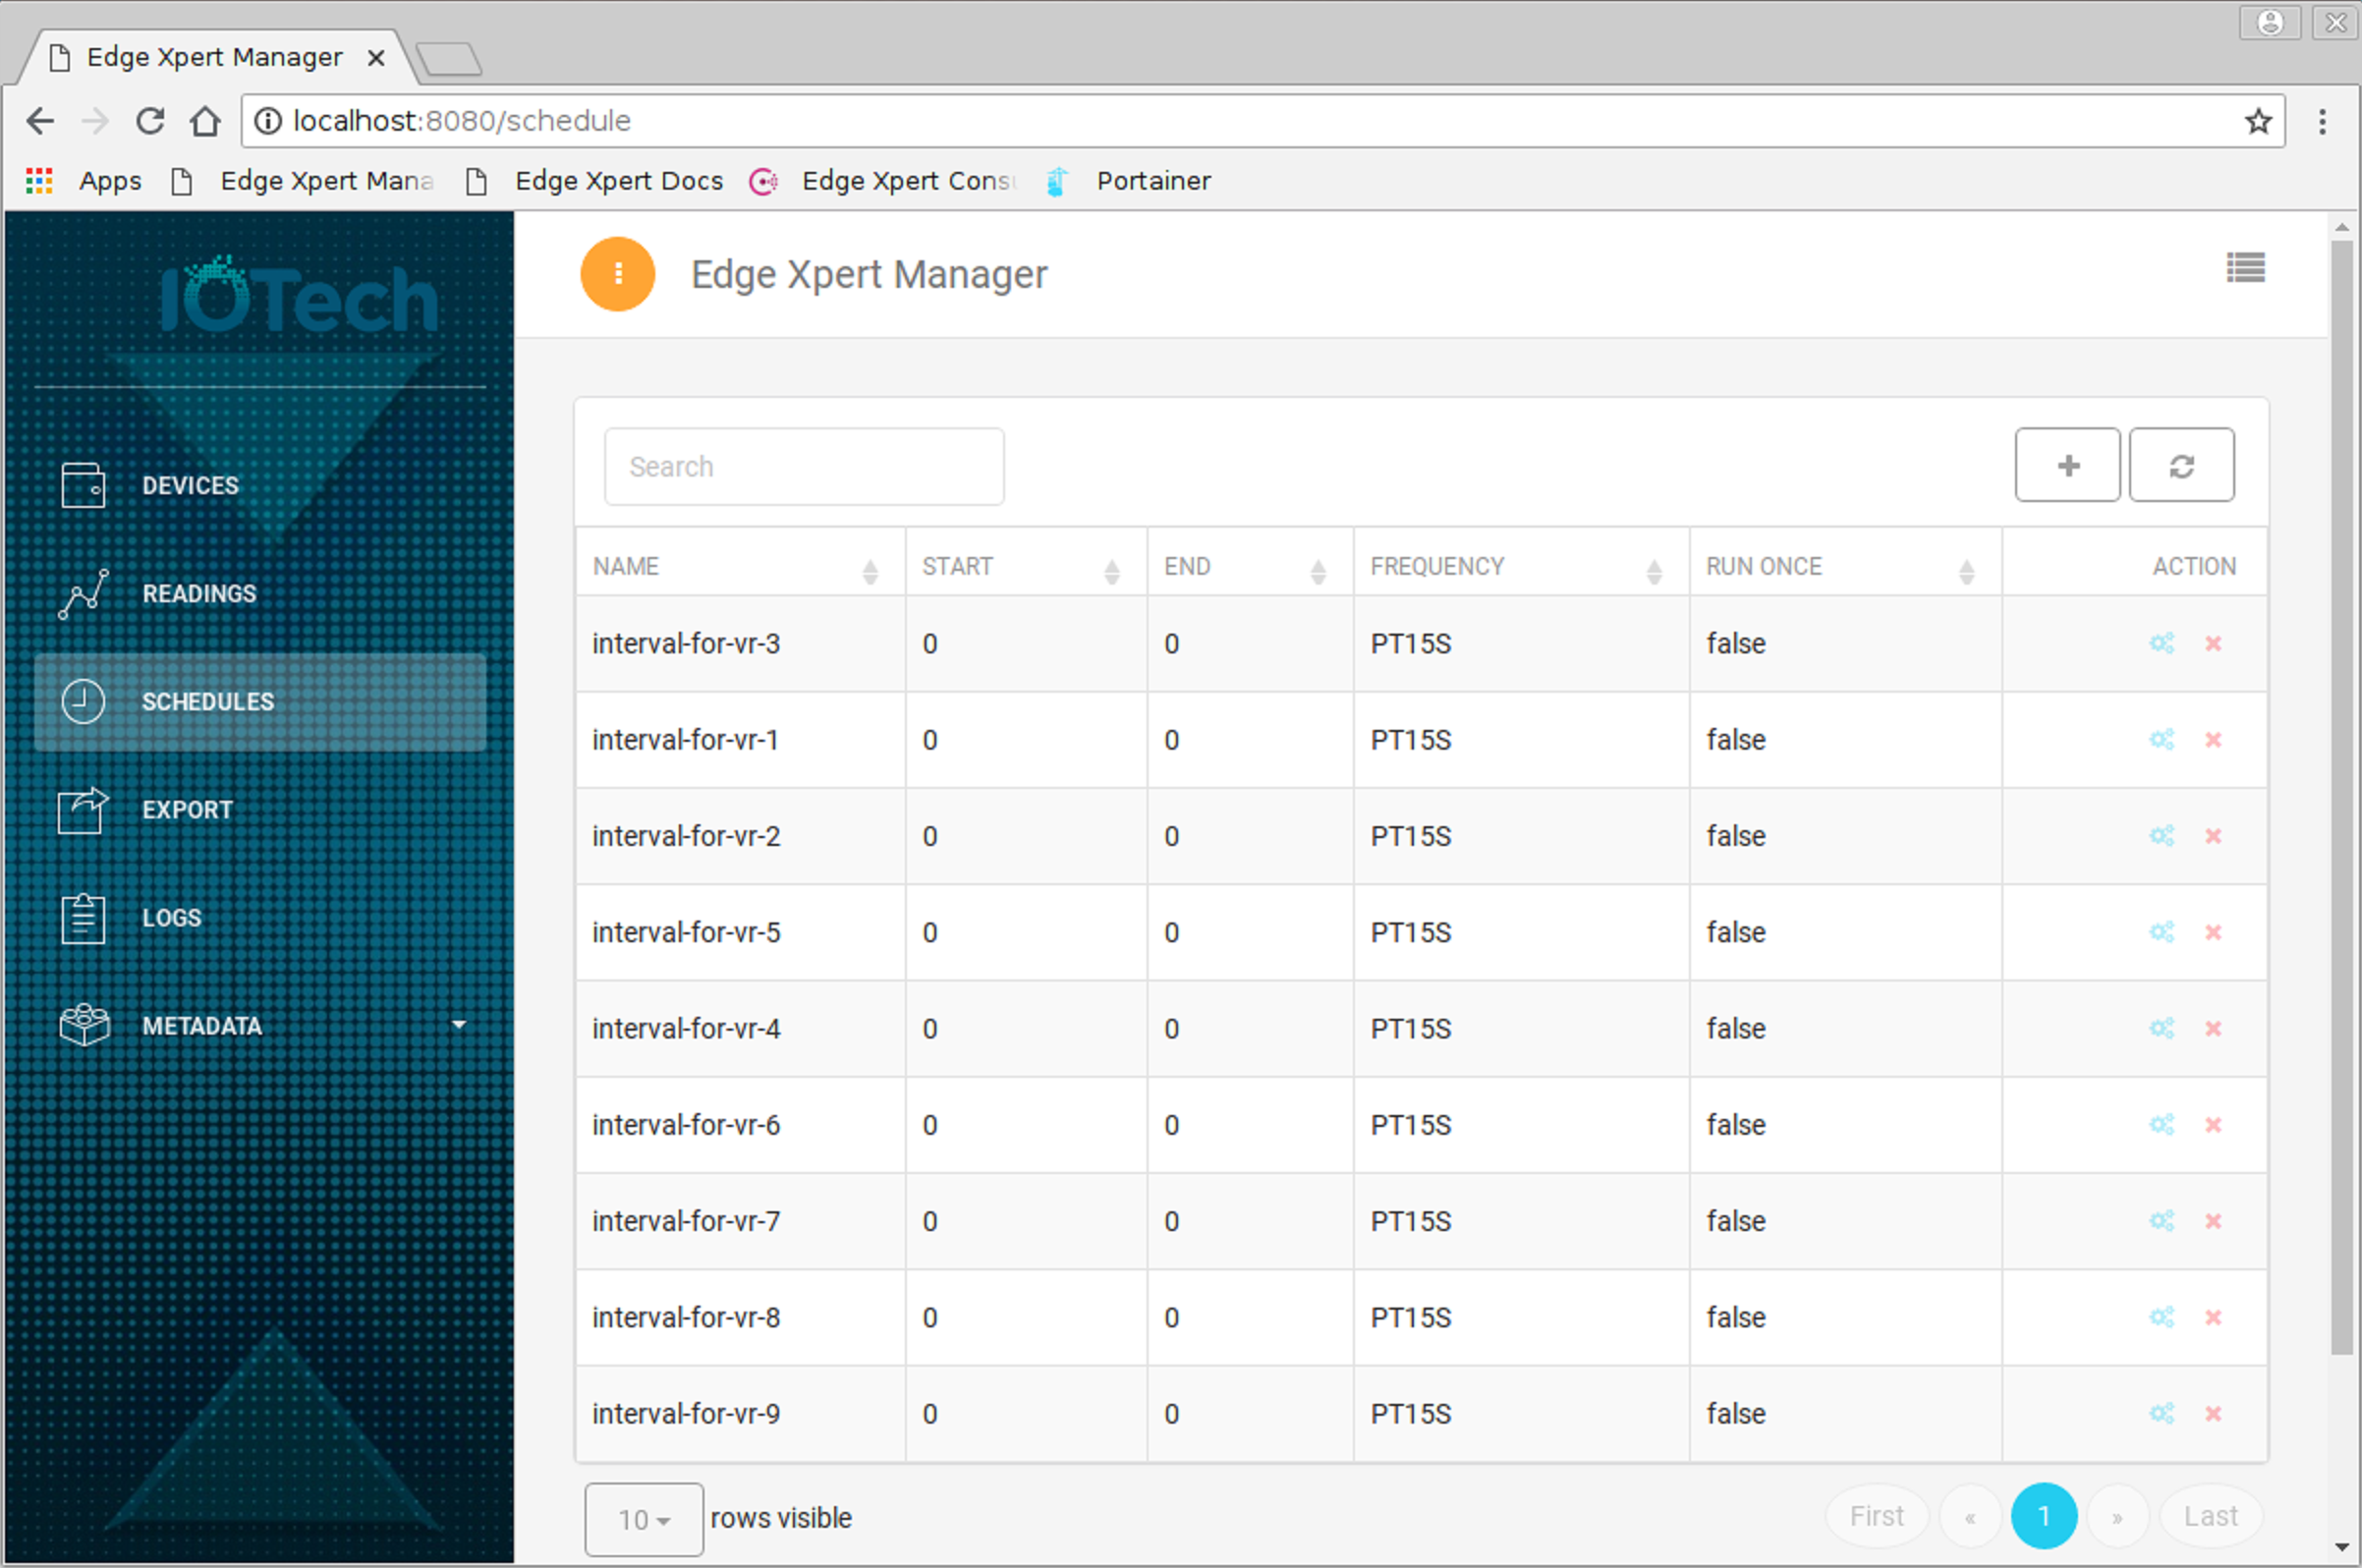 Edge Xpert Manager
localhost:8080/schedule
Apps Edge Xpert Mana Edge Xpert Docs Edge Xpert Cons Portainer
IOTech
Edge Xpert Manager
DEVICES
READINGS
SCHEDULES
EXPORT
LOGS
METADATA
Search
NAME START END FREQUENCY RUN ONCE ACTION
interval-for-vr-3 0 0 PT15S false
interval-for-vr-1 0 0 PT15S false
interval-for-vr-2 0 0 PT15S false
interval-for-vr-5 0 0 PT15S false
interval-for-vr-4 0 0 PT15S false
interval-for-vr-6 0 0 PT15S false
interval-for-vr-7 0 0 PT15S false
interval-for-vr-8 0 0 PT15S false
interval-for-vr-9 0 0 PT15S false
10 rows visible First « 1 » Last